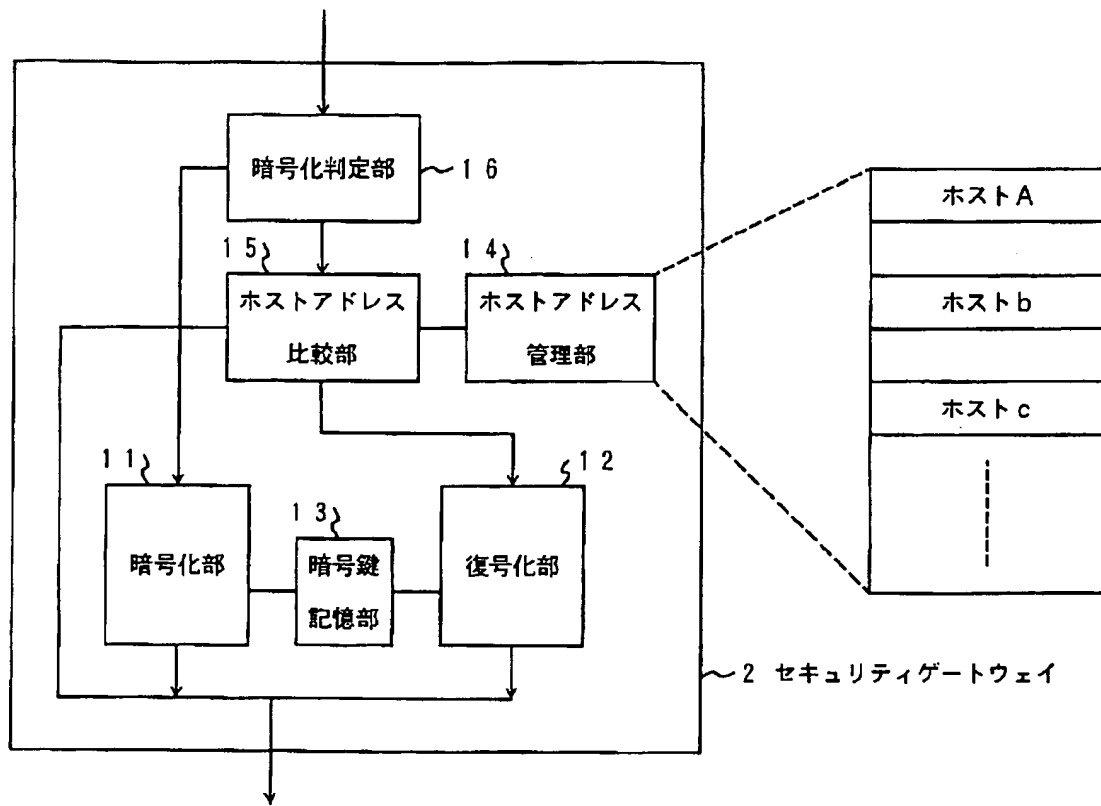 暗号化判定部
16
15
14
ホストアドレス
比較部
ホストアドレス
管理部
ホストA
ホストb
ホストc
11
13
12
暗号化部
暗号鍵
記憶部
復号化部
2 セキュリティゲートウェイ